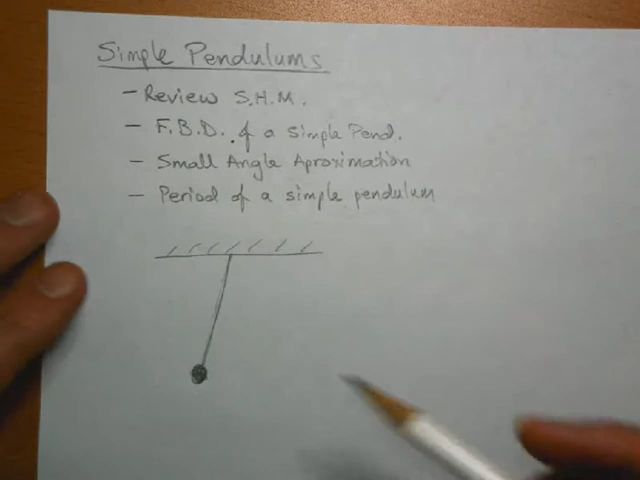 Simple Pendulums
- Review S.H.M.
- F.B.D. of a Simple Pend.
- Small Angle Aproximation
- Period of a simple pendulum